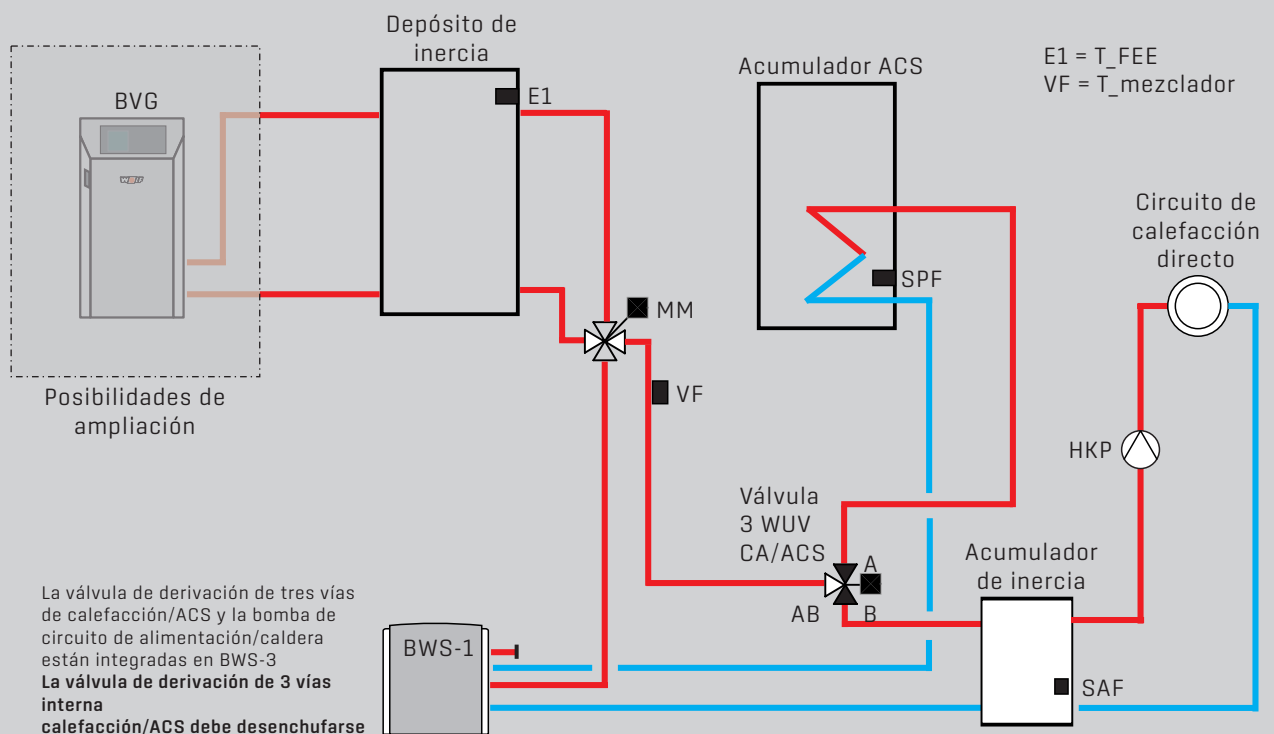 Depósito de
inercia
E1 = T_FEE
VF = T_mezclador
Acumulador ACS
BVG
E1
WOLF
Circuito de
calefacción
directo
SPF
MM
VF
Posibilidades de
ampliación
HKP
Válvula
3 WUV
CA/ACS
A
AB
B
Acumulador
de inercia
La válvula de derivación de tres vías
de calefacción/ACS y la bomba de
circuito de alimentación/caldera
están integradas en BWS-3
La válvula de derivación de 3 vías
interna
calefacción/ACS debe desenchufarse
BWS-1
SAF